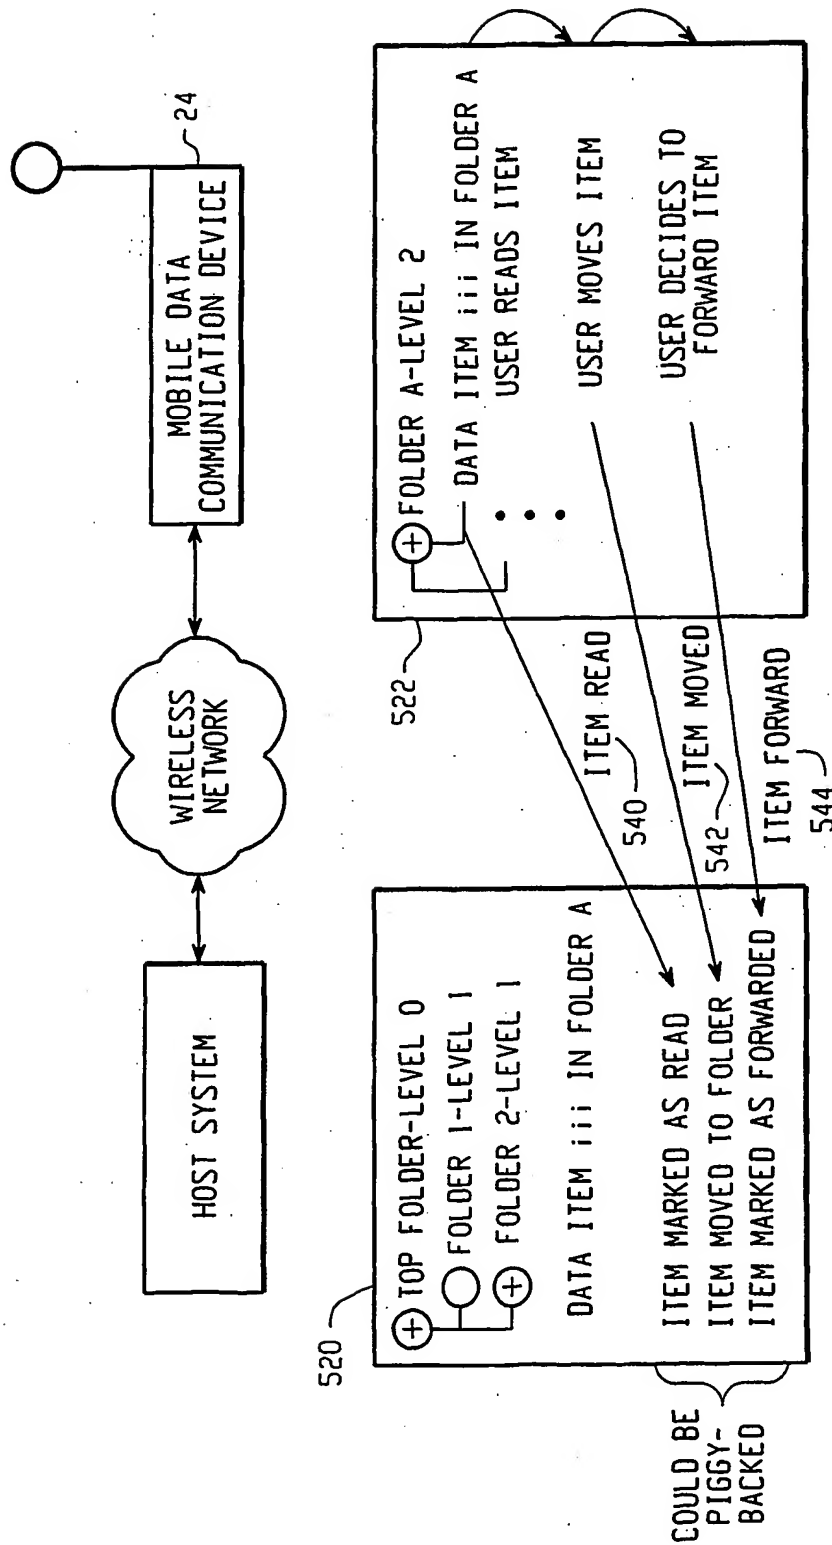 HOST SYSTEM
WIRELESS
NETWORK
MOBILE DATA
COMMUNICATION DEVICE
24
520
TOP FOLDER-LEVEL 0
FOLDER 1-LEVEL 1
FOLDER 2-LEVEL 1
DATA ITEM iii IN FOLDER A
ITEM MARKED AS READ
ITEM MOVED TO FOLDER
ITEM MARKED AS FORWARDED
COULD BE
PIGGY-
BACKED
522
FOLDER A-LEVEL 2
DATA ITEM iii IN FOLDER A
USER READS ITEM
USER MOVES ITEM
USER DECIDES TO
FORWARD ITEM
ITEM READ
540
ITEM MOVED
542
ITEM FORWARD
544